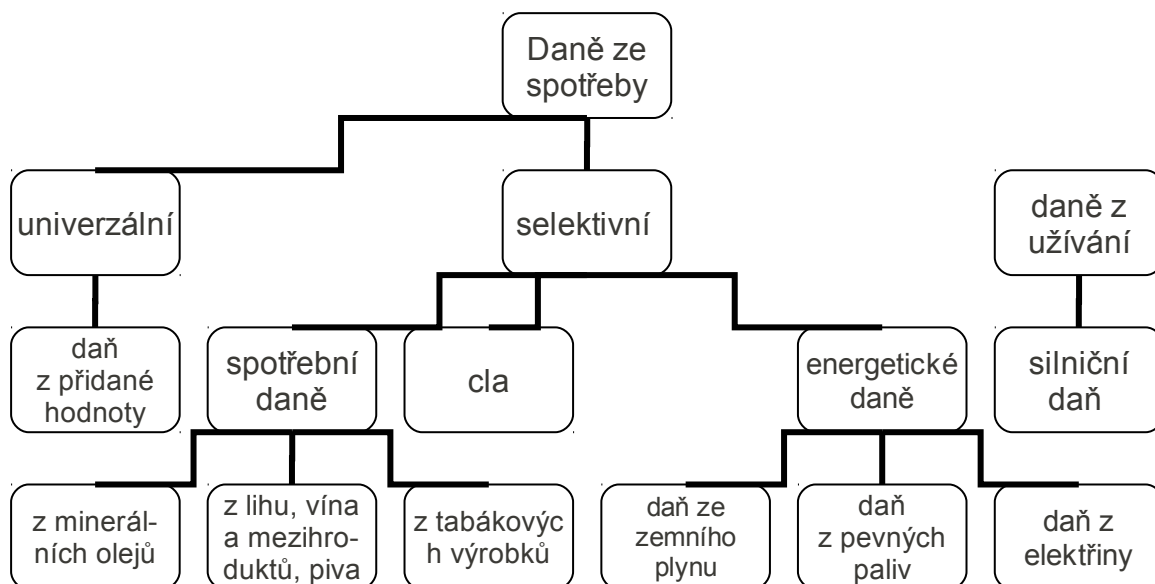 Daně ze
spotřeby
univerzální
selektivní
daně z
užívání
daň
z přidané
hodnoty
spotřební
daně
cla
energetické
daně
silniční
daň
z minerál-
ních olejů
z lihu, vína
a mezihro-
duktů, piva
z tabákovýc
h výrobků
daň ze
zemního
plynu
daň
z pevných
paliv
daň z
elektřiny